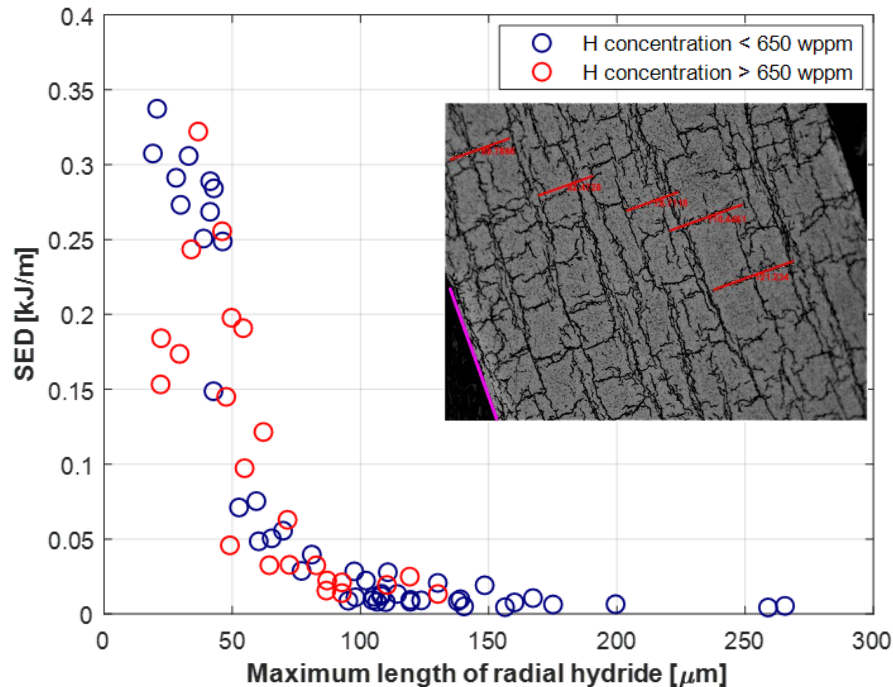 0.4
0.35
0.3
0.25
0.2
0.15
0.1
0.05
0
SED [kJ/m]
H concentration < 650 wppm
H concentration > 650 wppm
0 50 100 150 200 250 300
Maximum length of radial hydride [μm]